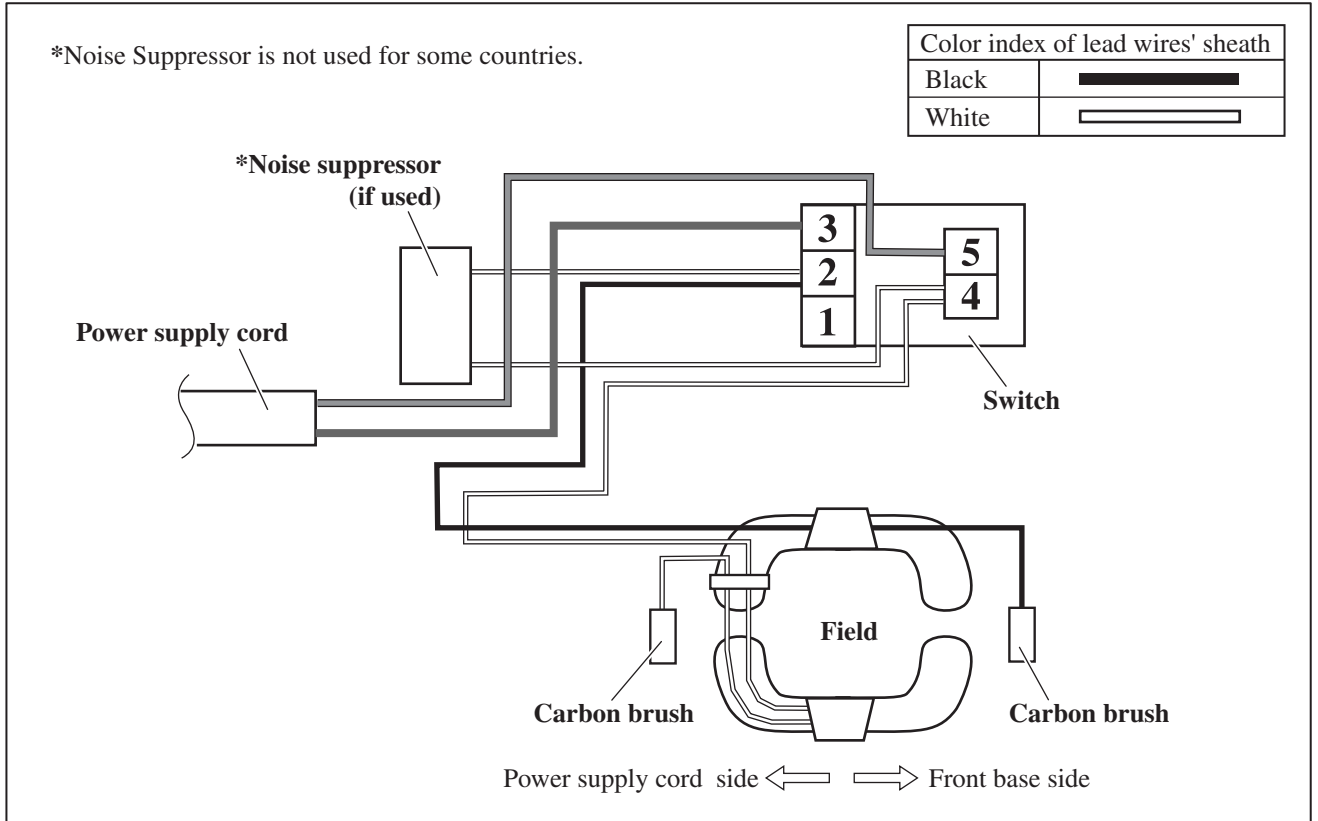 *Noise Suppressor is not used for some countries.
Color index of lead wires' sheath
Black
White
*Noise suppressor
(if used)
3
2
1
5
4
Power supply cord
Switch
Field
Carbon brush
Carbon brush
Power supply cord side
Front base side